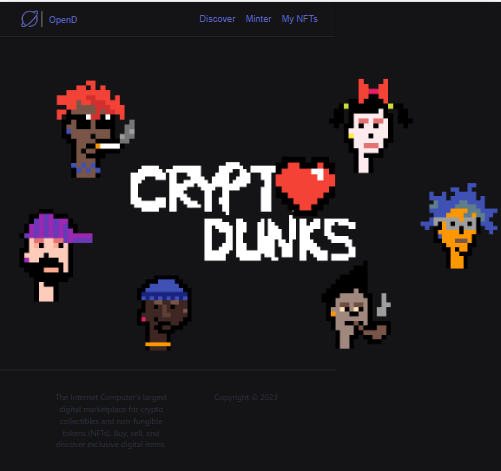 OpenD
Discover Minter My NFTs
CRYPT
DUNKS
The Internet Computer's largest
digital marketplace for crypto
collectibles and non-fungible
tokens (NFTs). Buy, sell, and
discover exclusive digital items.
Copyright © 2023